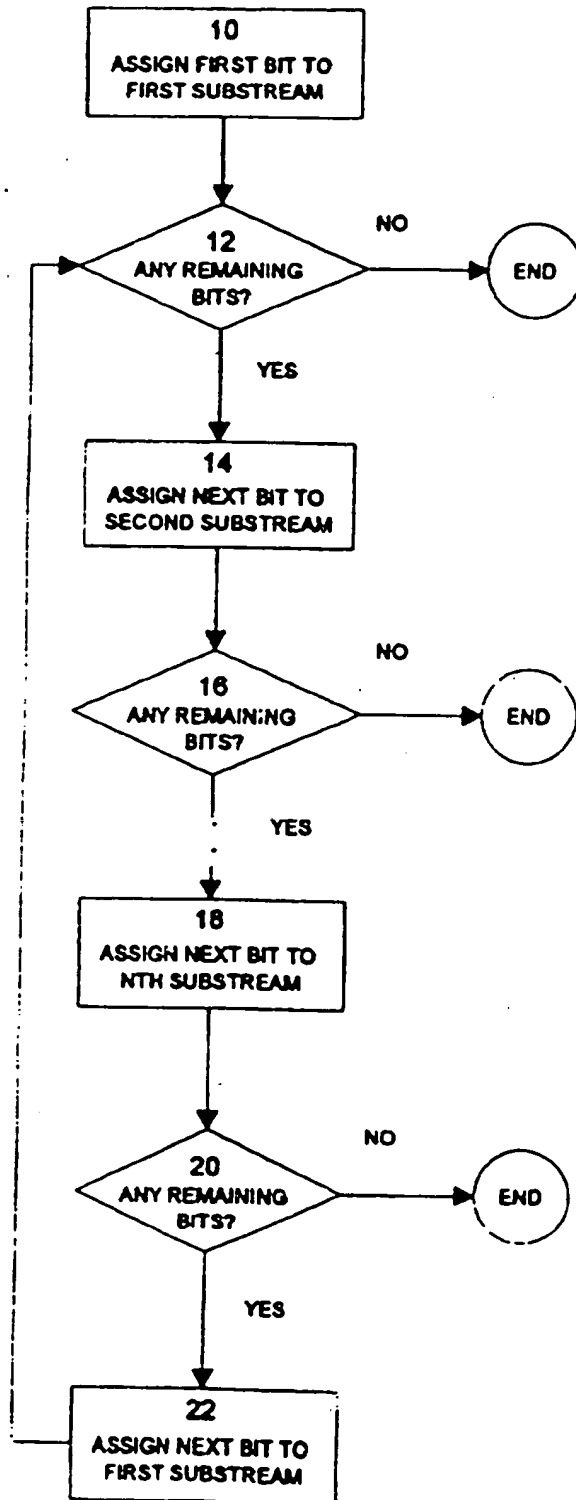 10
ASSIGN FIRST BIT TO
FIRST SUBSTREAM
12
ANY REMAINING
BITS?
NO
END
YES
14
ASSIGN NEXT BIT TO
SECOND SUBSTREAM
16
ANY REMAINING
BITS?
NO
END
YES
18
ASSIGN NEXT BIT TO
NTH SUBSTREAM
20
ANY REMAINING
BITS?
NO
END
YES
22
ASSIGN NEXT BIT TO
FIRST SUBSTREAM